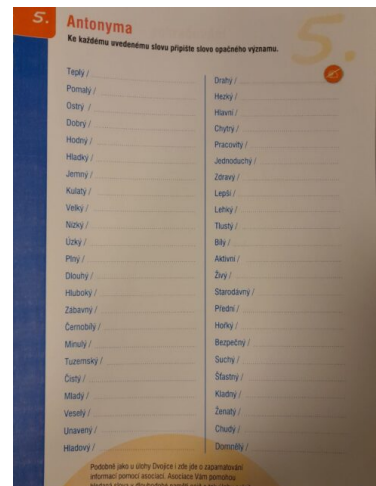 5.
Antonyma
Ke každému uvedenému slovu připište slovo opačného významu.
5.
Teplý /
Pomalý /
Ostrý /
Dobrý /
Hodný /
Hladký /
Jemný /
Kulatý /
Velký /
Nízký /
Úzký /
Plný /
Dlouhý /
Hluboký /
Zábavný /
Černobílý /
Minulý /
Tuzemský /
Čistý /
Mladý /
Veselý /
Unavený /
Hladový /
Drahý /
Hezký /
Hlavní /
Chytrý /
Pracovitý /
Jednoduchý /
Zdravý /
Lepší /
Lehký /
Tlustý /
Bílý /
Aktivní /
Živý /
Starodávný /
Přední /
Hořký /
Bezpečný /
Suchý /
Šťastný /
Kladný /
Ženatý /
Chudý /
Domnělý /
Podobně jako u úlohy Dvojice i zde jde o zapamatování
informací pomocí asociací. Asociace Vám pomohou